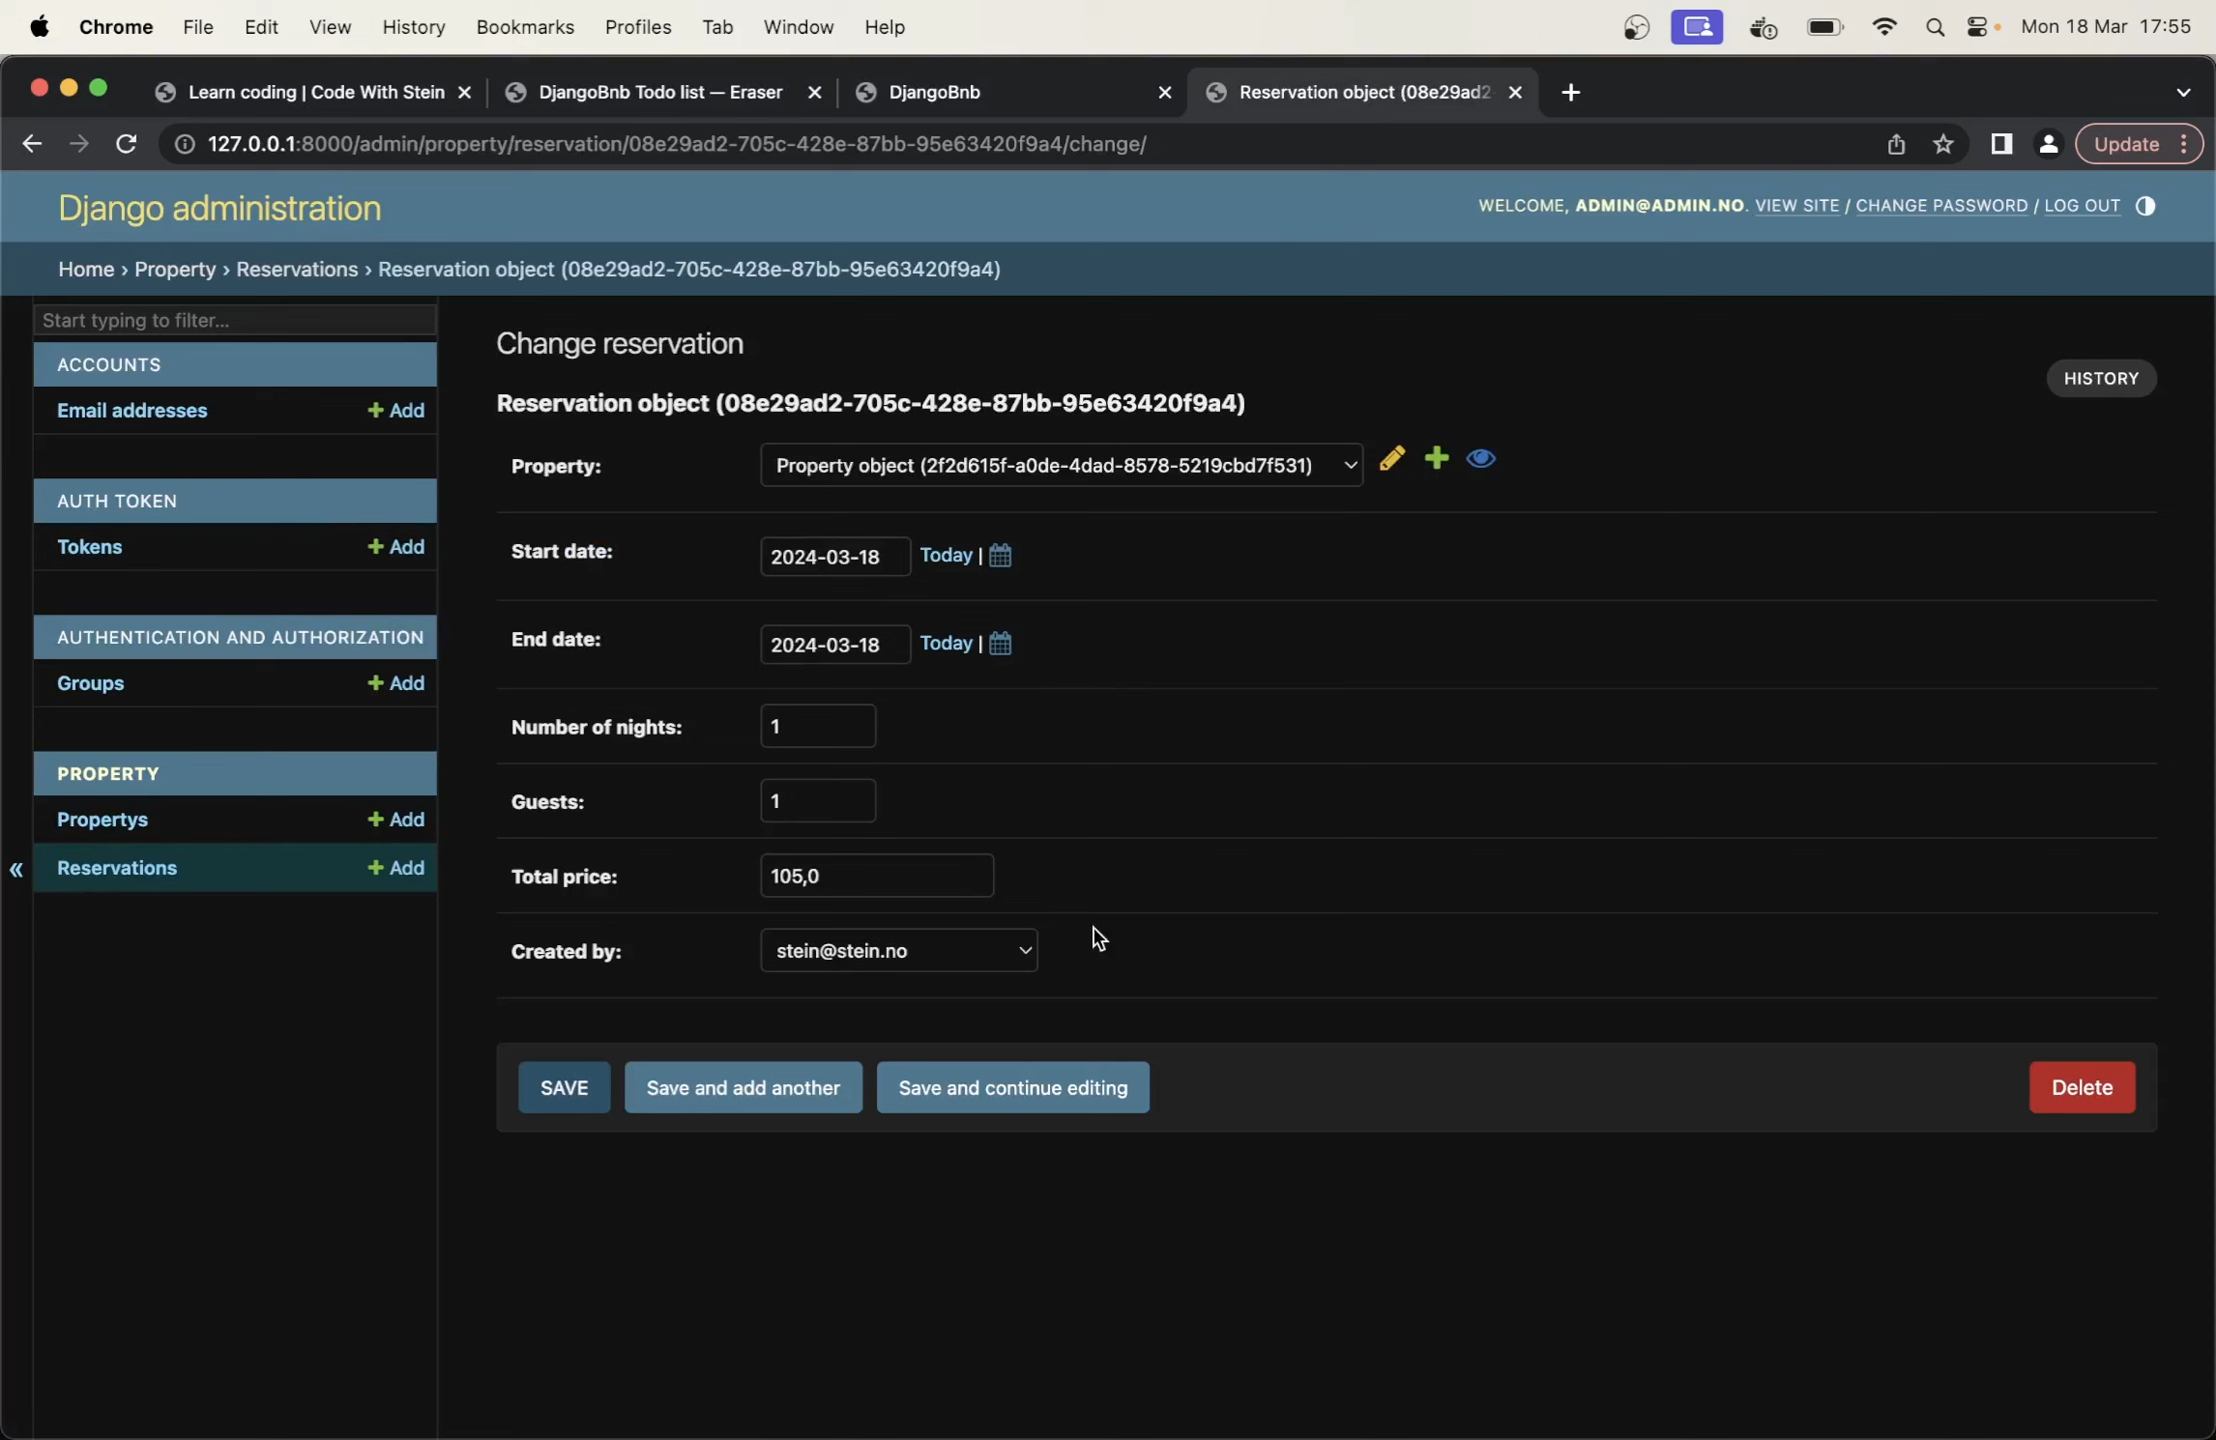 Chrome File Edit View History Bookmarks Profiles Tab Window Help Mon 18 Mar 17:55
Learn coding | Code With Stein DjangoBnb Todo list — Eraser DjangoBnb Reservation object (08e29ad2-
127.0.0.1:8000/admin/property/reservation/08e29ad2-705c-428e-87bb-95e63420f9a4/change/ Update
Django administration WELCOME, ADMIN@ADMIN.NO. VIEW SITE / CHANGE PASSWORD / LOG OUT
Home › Property › Reservations › Reservation object (08e29ad2-705c-428e-87bb-95e63420f9a4)
Start typing to filter...
ACCOUNTS
Email addresses + Add
AUTH TOKEN
Tokens + Add
AUTHENTICATION AND AUTHORIZATION
Groups + Add
PROPERTY
Propertys + Add
« Reservations + Add
Change reservation
HISTORY
Reservation object (08e29ad2-705c-428e-87bb-95e63420f9a4)
Property: Property object (2f2d615f-a0de-4dad-8578-5219cbd7f531)
Start date: 2024-03-18 Today |
End date: 2024-03-18 Today |
Number of nights: 1
Guests: 1
Total price: 105,0
Created by: stein@stein.no
SAVE Save and add another Save and continue editing Delete